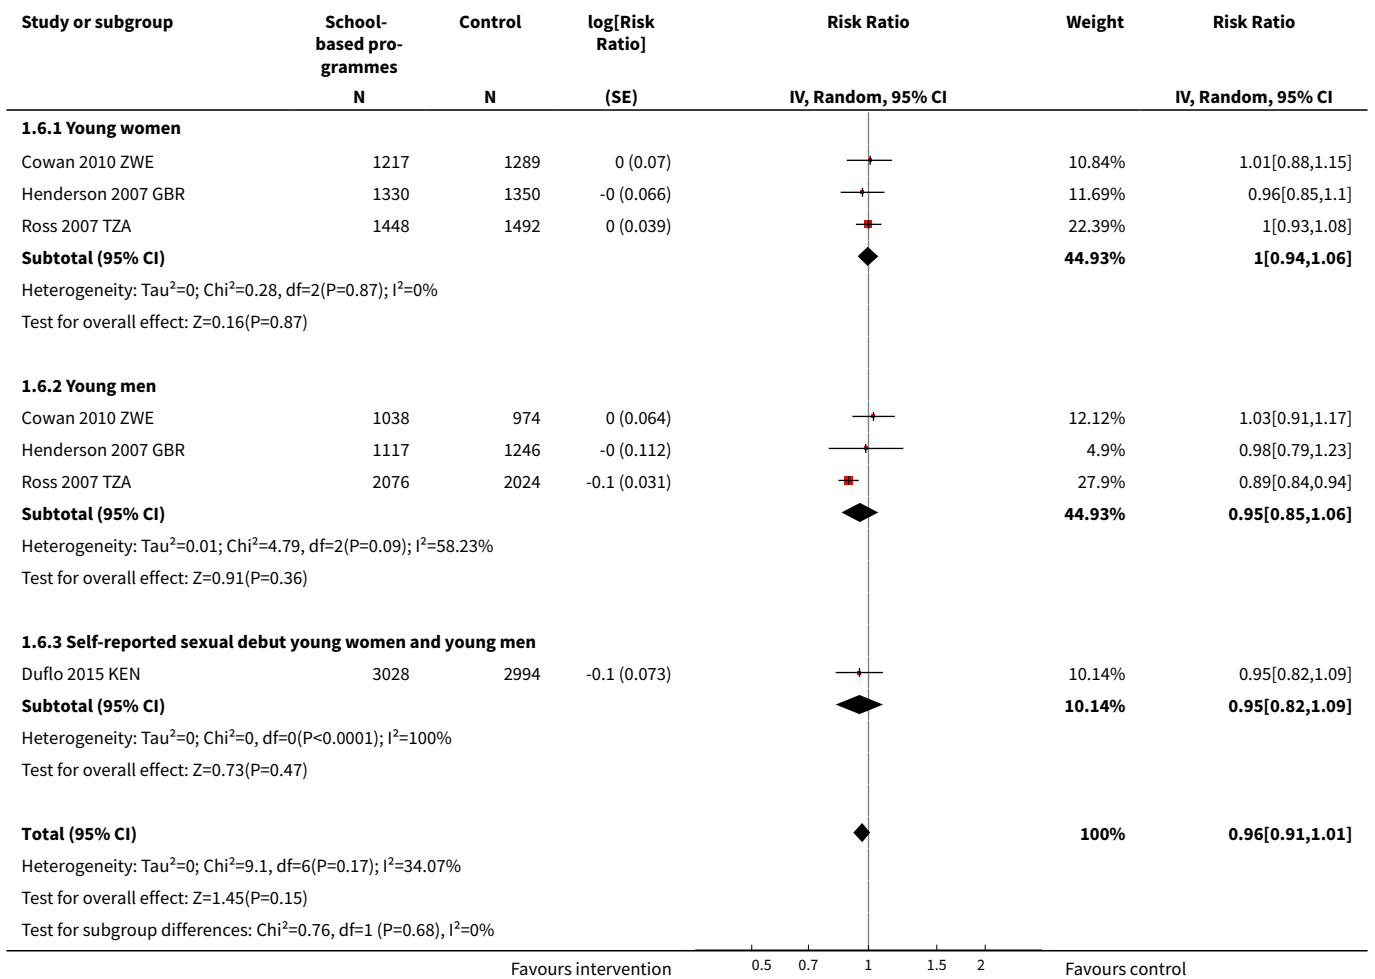 Study or subgroup School- Control log[Risk Risk Ratio Weight Risk Ratio
based pro- Ratio]
grammes
N N (SE) IV, Random, 95% CI IV, Random, 95% CI
1.6.1 Young women
Cowan 2010 ZWE 1217 1289 0 (0.07) 10.84% 1.01[0.88,1.15]
Henderson 2007 GBR 1330 1350 -0 (0.066) 11.69% 0.96[0.85,1.1]
Ross 2007 TZA 1448 1492 0 (0.039) 22.39% 1[0.93,1.08]
Subtotal (95% CI) 44.93% 1[0.94,1.06]
Heterogeneity: Tau²=0; Chi²=0.28, df=2(P=0.87); I²=0%
Test for overall effect: Z=0.16(P=0.87)
1.6.2 Young men
Cowan 2010 ZWE 1038 974 0 (0.064) 12.12% 1.03[0.91,1.17]
Henderson 2007 GBR 1117 1246 -0 (0.112) 4.9% 0.98[0.79,1.23]
Ross 2007 TZA 2076 2024 -0.1 (0.031) 27.9% 0.89[0.84,0.94]
Subtotal (95% CI) 44.93% 0.95[0.85,1.06]
Heterogeneity: Tau²=0.01; Chi²=4.79, df=2(P=0.09); I²=58.23%
Test for overall effect: Z=0.91(P=0.36)
1.6.3 Self-reported sexual debut young women and young men
Duflo 2015 KEN 3028 2994 -0.1 (0.073) 10.14% 0.95[0.82,1.09]
Subtotal (95% CI) 10.14% 0.95[0.82,1.09]
Heterogeneity: Tau²=0; Chi²=0, df=0(P<0.0001); I²=100%
Test for overall effect: Z=0.73(P=0.47)
Total (95% CI) 100% 0.96[0.91,1.01]
Heterogeneity: Tau²=0; Chi²=9.1, df=6(P=0.17); I²=34.07%
Test for overall effect: Z=1.45(P=0.15)
Test for subgroup differences: Chi²=0.76, df=1 (P=0.68), I²=0%
Favours intervention 0.5 0.7 1 1.5 2 Favours control